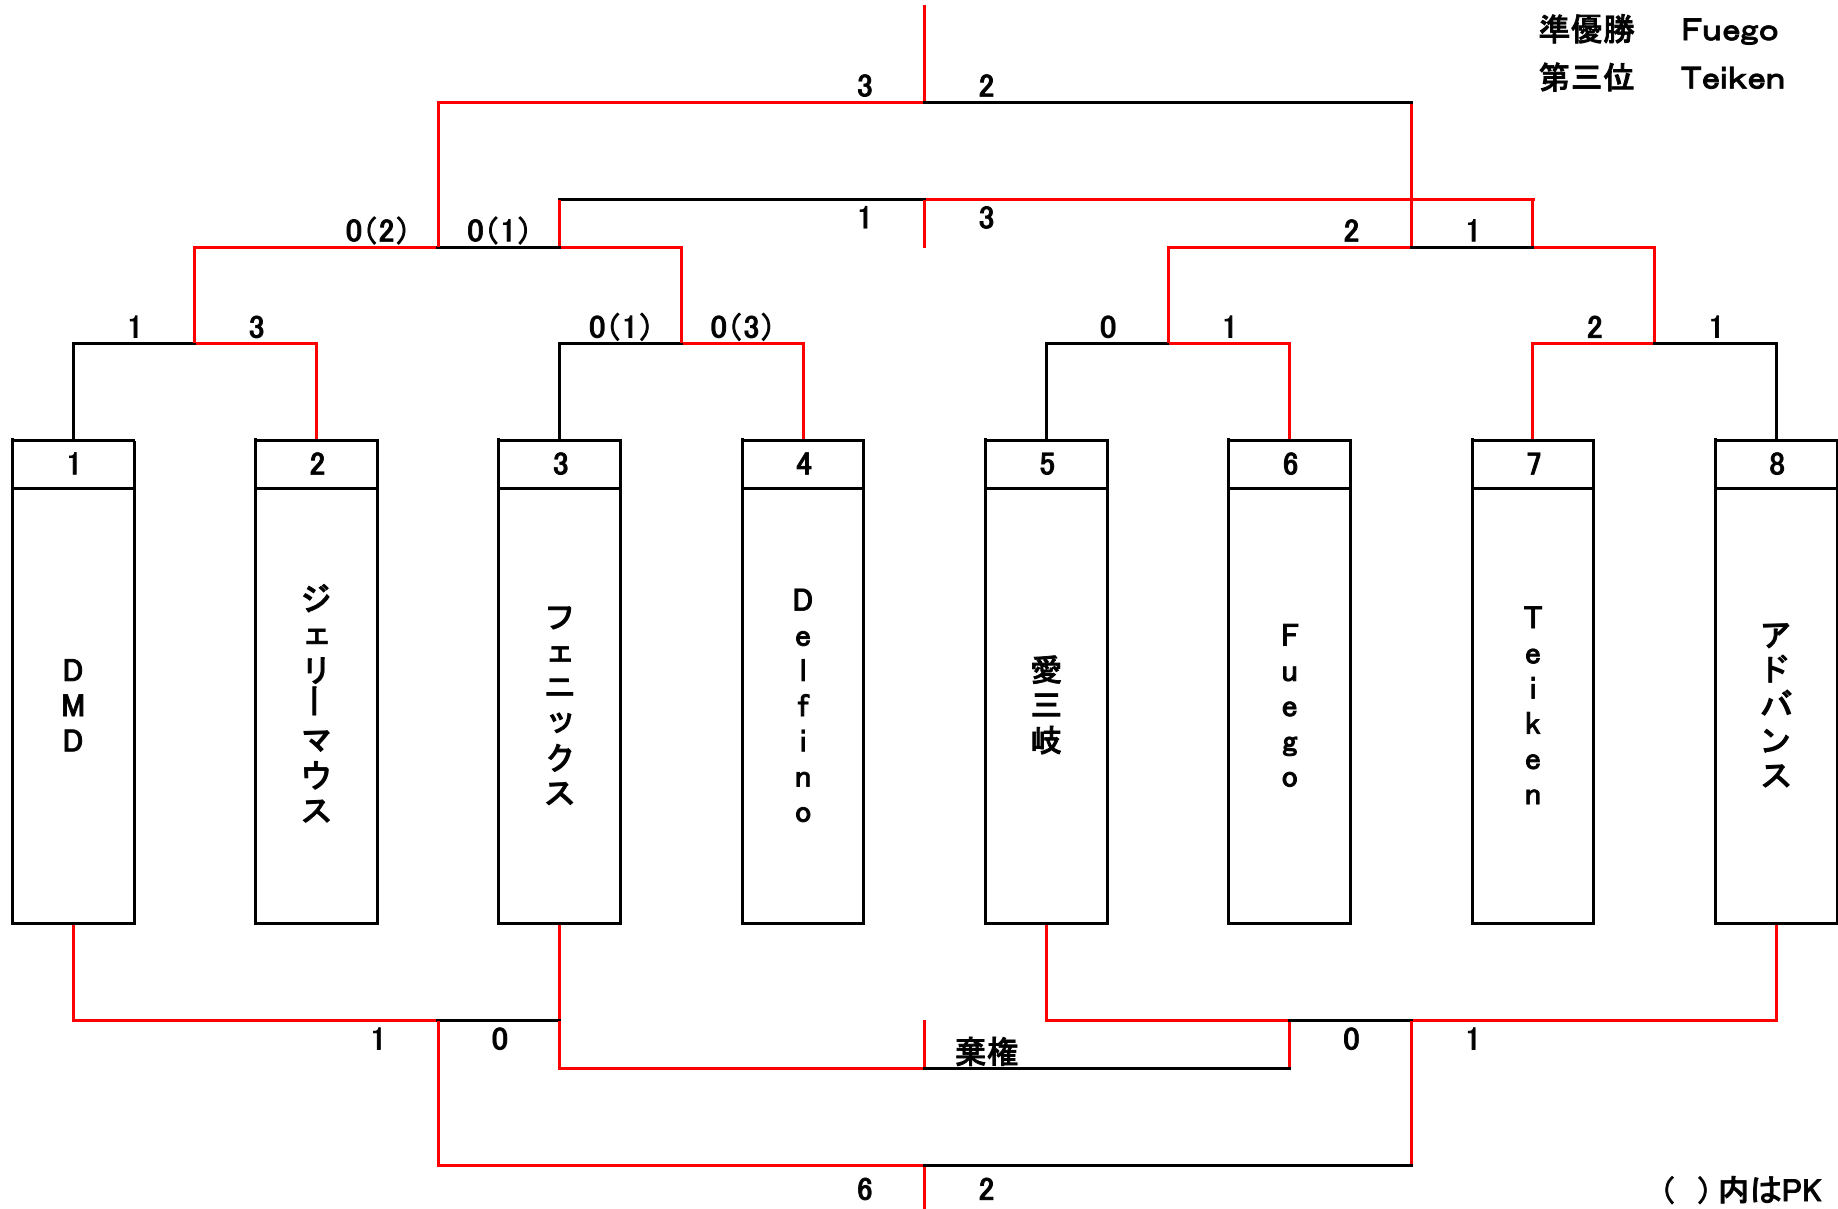 準優勝 Fuego
第三位 Teiken
3 2
1 3
0(2) 0(1)
2 1
1 3
0(1) 0(3)
0 1
2 1
1 2 3 4 5 6 7 8
DMD
ジェリーマウス
フェニックス
Delfino
愛三岐
Fuego
Teiken
アドバンス
1 0
棄権
0 1
6 2
( )内はPK